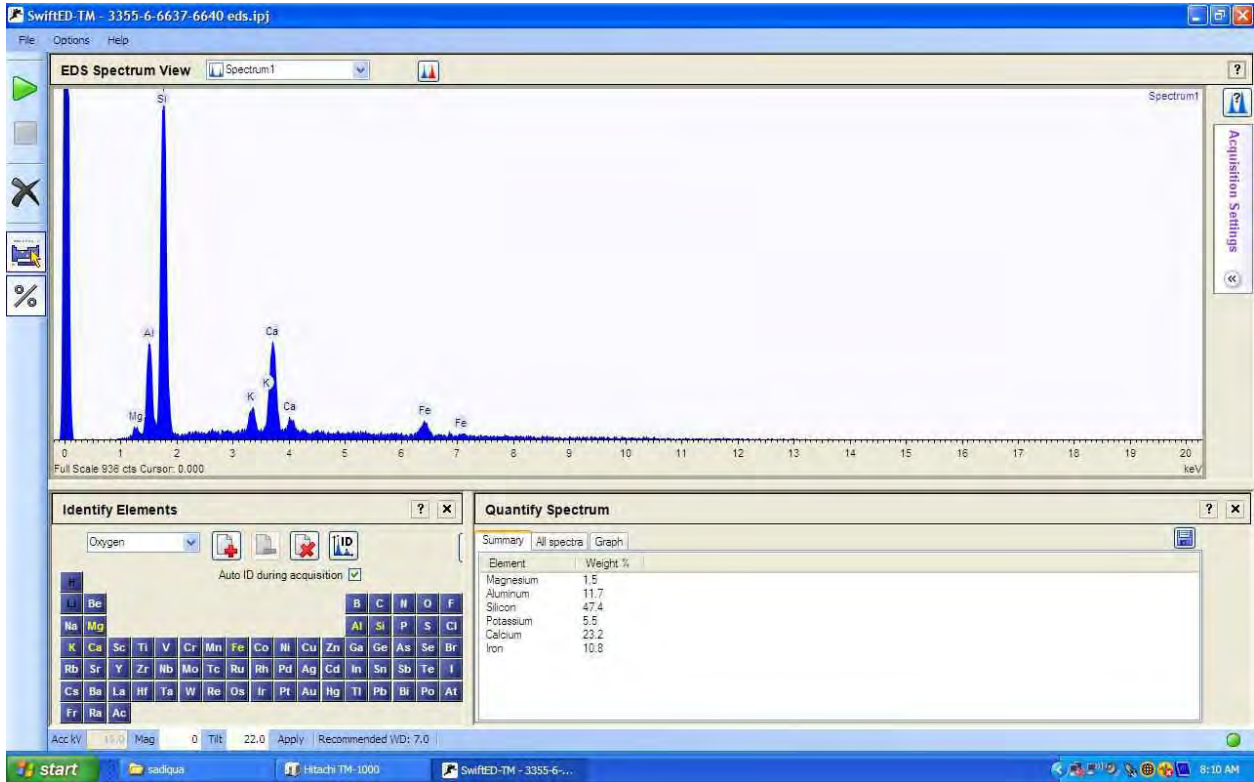 SwiftED-TM - 3355-6-6637-6640 eds.ipj
File Options Help
EDS Spectrum View Spectrum1 ?
Spectrum1
Acquisition Settings
Si
Al
Ca
K
K
Mg
Ca
Fe
Fe
0 1 2 3 4 5 6 7 8 9 10 11 12 13 14 15 16 17 18 19 20
Full Scale 936 cts Cursor: 0.000 keV
Identify Elements ? X
Oxygen ID
Auto ID during acquisition
H
Li Be B C N O F
Na Mg Al Si P S Cl
K Ca Sc Ti V Cr Mn Fe Co Ni Cu Zn Ga Ge As Se Br
Rb Sr Y Zr Nb Mo Tc Ru Rh Pd Ag Cd In Sn Sb Te I
Cs Ba La Hf Ta W Re Os Ir Pt Au Hg Tl Pb Bi Po At
Fr Ra Ac
Quantify Spectrum ? X
Summary All spectra Graph
Element Weight %
Magnesium 1.5
Aluminum 11.7
Silicon 47.4
Potassium 5.5
Calcium 23.2
Iron 10.8
Acc kV 15.0 Mag 0 Tilt 22.0 Apply Recommended WD: 7.0
start sadiqua Hitachi TM-1000 SwiftED-TM - 3355-6-... 8:10 AM